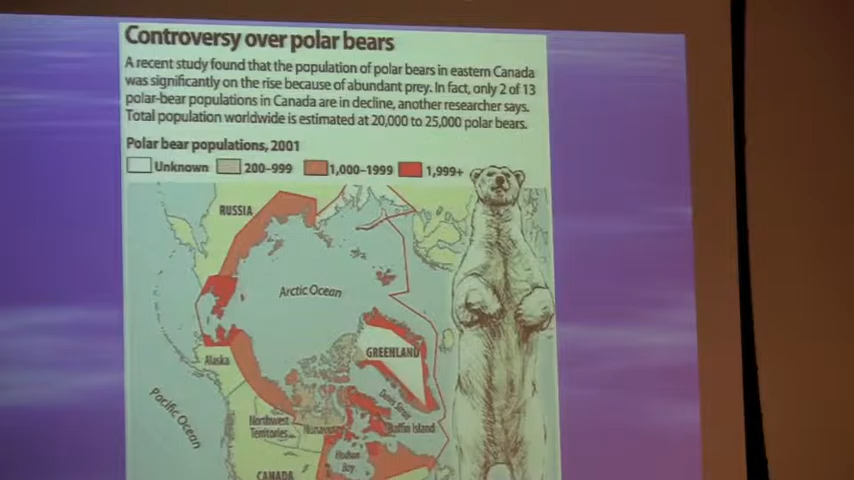 Controversy over polar bears
A recent study found that the population of polar bears in eastern Canada
was significantly on the rise because of abundant prey. In fact, only 2 of 13
polar-bear populations in Canada are in decline, another researcher says.
Total population worldwide is estimated at 20,000 to 25,000 polar bears.
Polar bear populations, 2001
Unknown 200–999 1,000–1999 1,999+
RUSSIA
Arctic Ocean
GREENLAND
Alaska
Pacific Ocean
Davis Strait
Northwest
Territories
Nunavut
Baffin Island
Hudson
Bay
CANADA